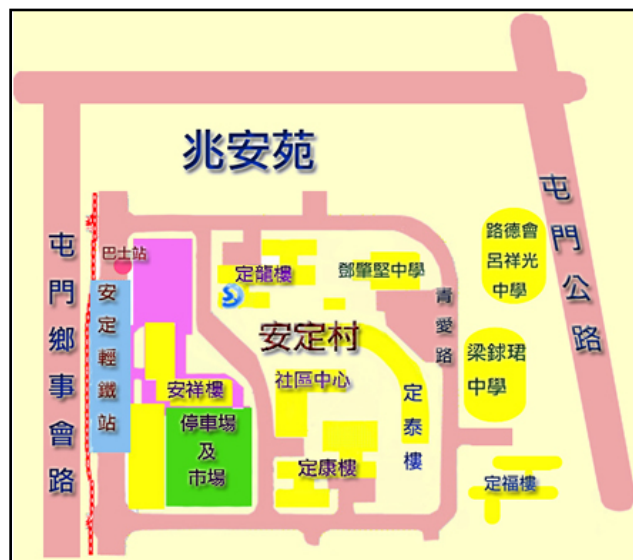 兆安苑
屯門公路
屯門鄉事會路
巴士站
安定輕鐵站
定龍樓
鄧肇堅中學
路德會
呂祥光
中學
青愛路
安定村
社區中心
梁銶琚
中學
安祥樓
定泰樓
停車場
及
市場
定康樓
定福樓